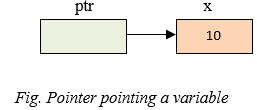 ptr x
10
Fig. Pointer pointing a variable